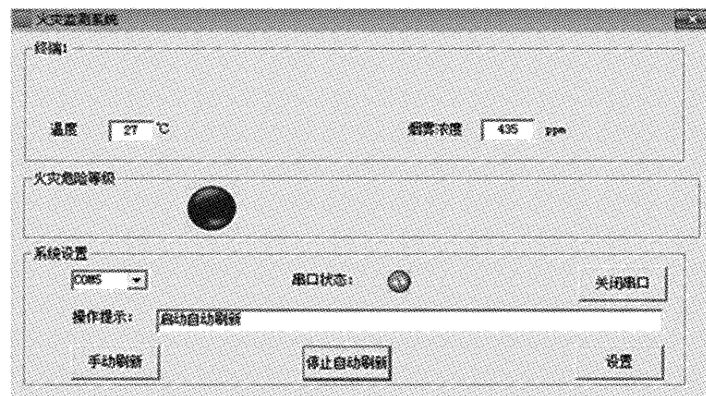 火灾监测系统
终端1
温度 27 ℃ 烟雾浓度 435 ppm
火灾危险等级
系统设置
COM5 串口状态: 关闭串口
操作提示: 启动自动刷新
手动刷新 停止自动刷新 设置